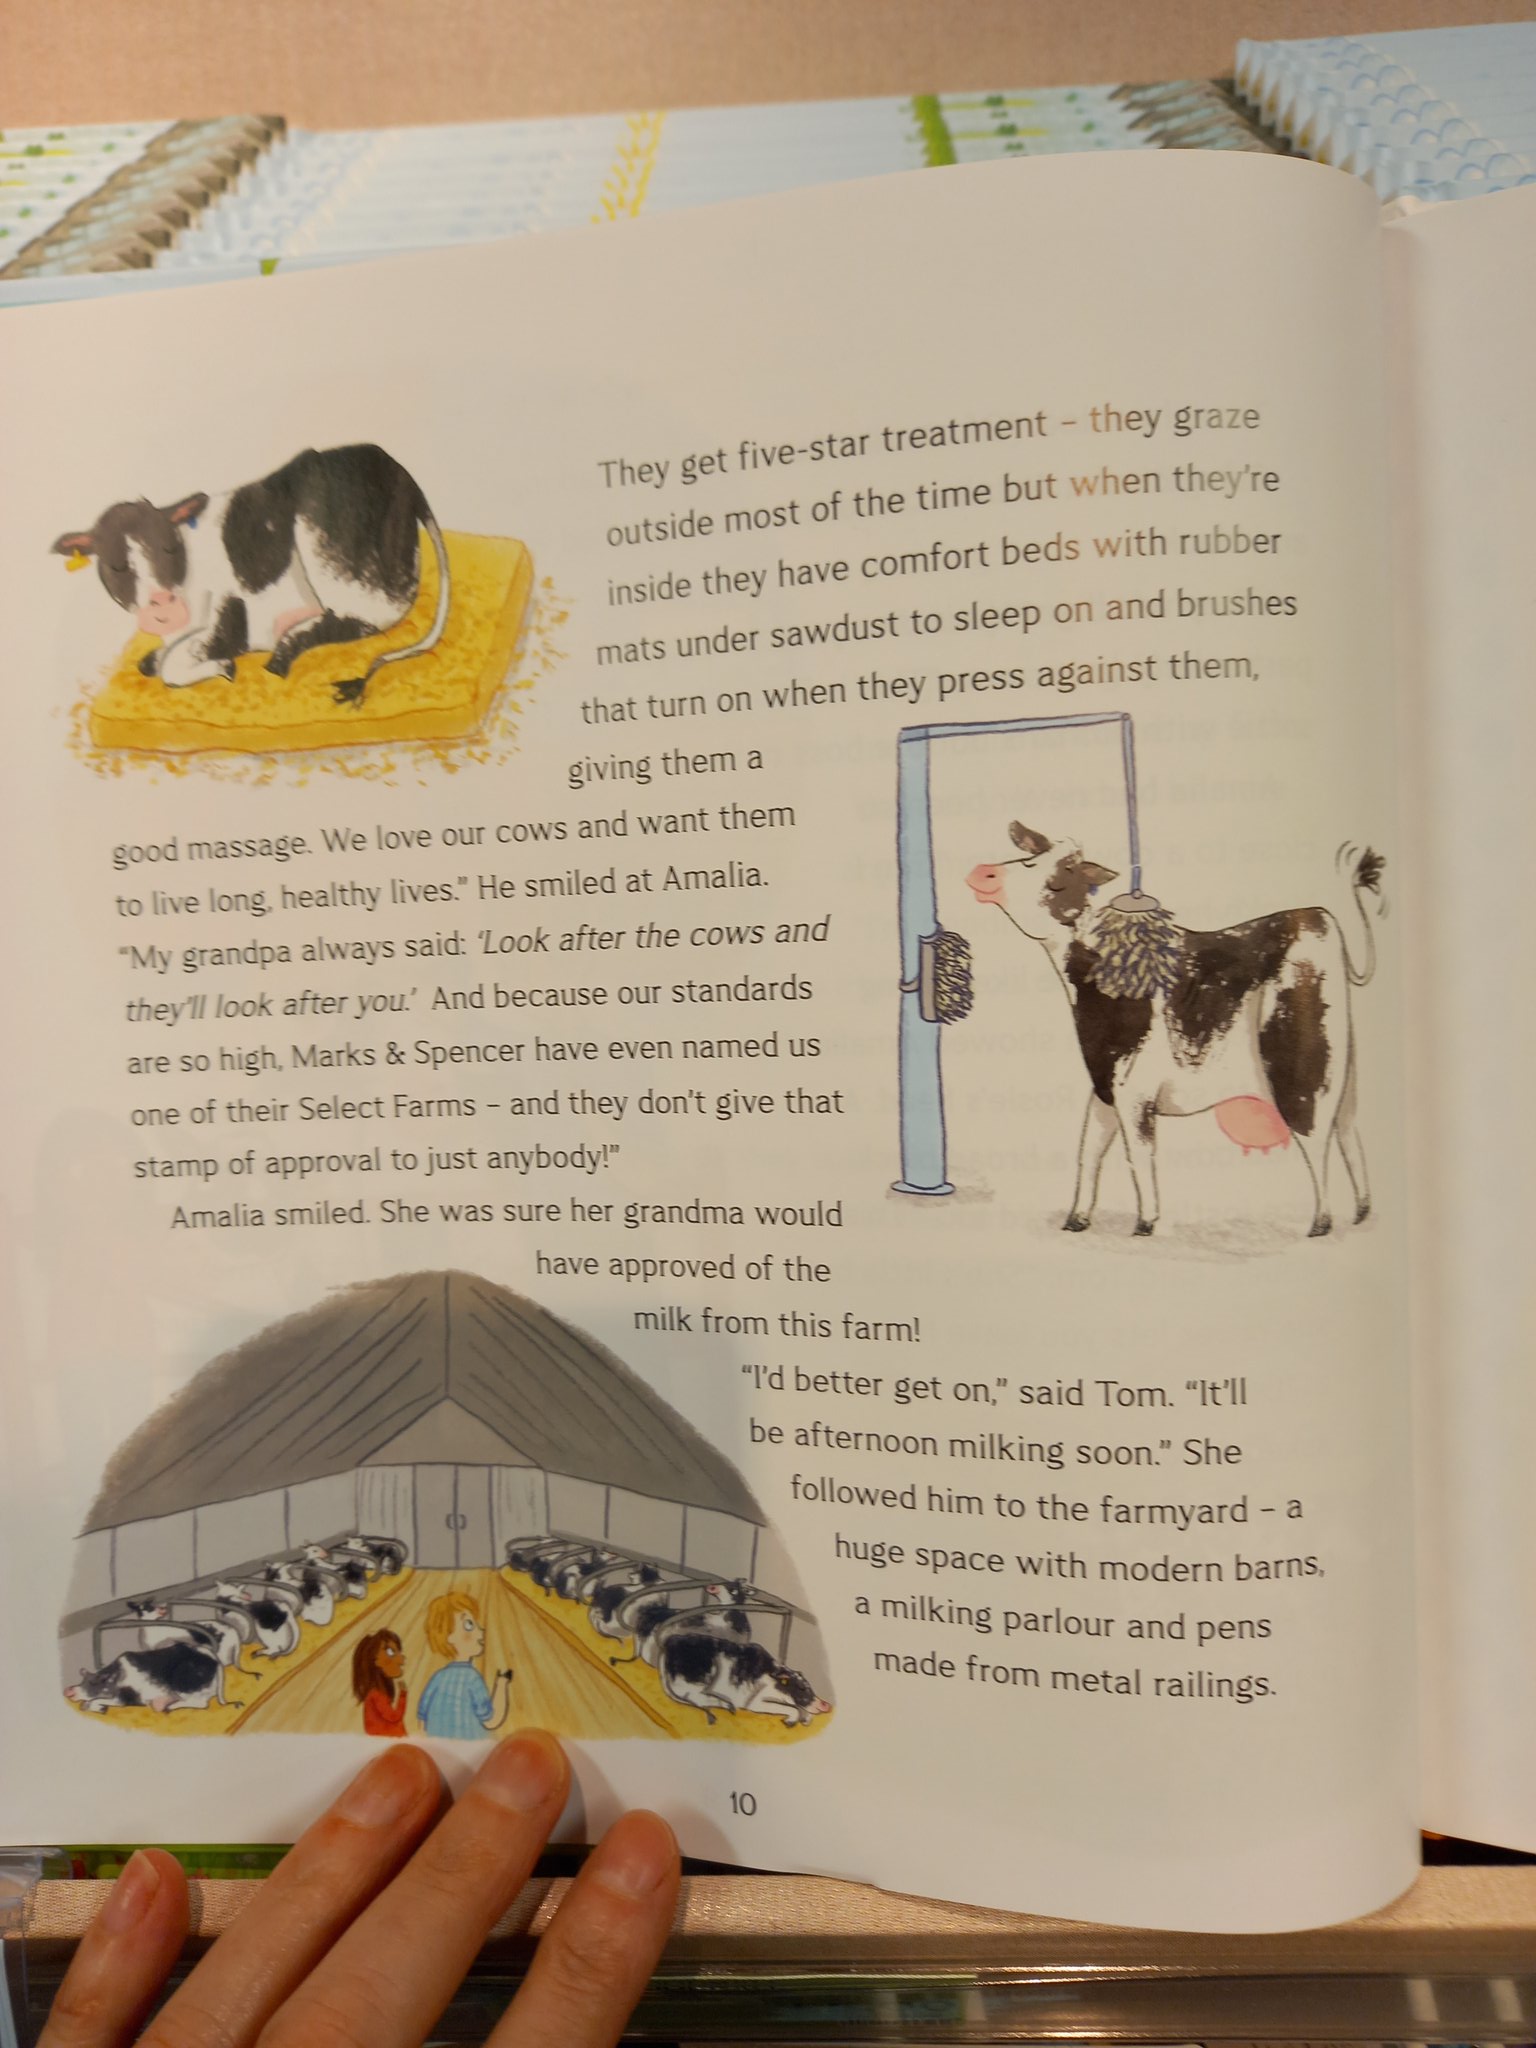 They get five-star treatment – they graze
outside most of the time but when they're
inside they have comfort beds with rubber
mats under sawdust to sleep on and brushes
that turn on when they press against them,
giving them a
good massage. We love our cows and want them
to live long, healthy lives.” He smiled at Amalia.
“My grandpa always said: ‘Look after the cows and
they'll look after you.’ And because our standards
are so high, Marks & Spencer have even named us
one of their Select Farms – and they don't give that
stamp of approval to just anybody!”
Amalia smiled. She was sure her grandma would
have approved of the
milk from this farm!
“I'd better get on,” said Tom. “It'll
be afternoon milking soon.” She
followed him to the farmyard – a
huge space with modern barns,
a milking parlour and pens
made from metal railings.
10